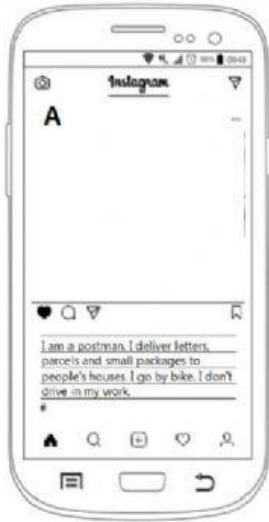 Instagram
A
I am a postman. I deliver letters,
parcels and small packages to
people's houses. I go by bike. I don't
drive in my work.
#